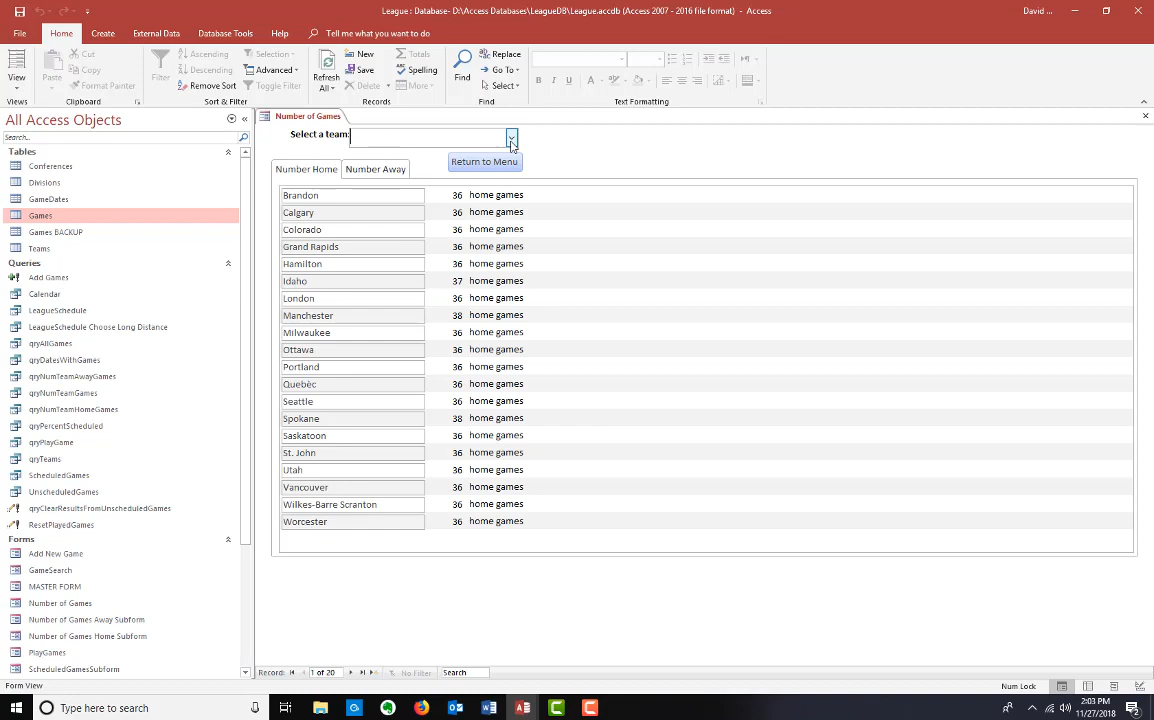 League : Database- D:\Access Databases\LeagueDB\League.accdb (Access 2007 - 2016 file format) - Access
David ...
File Home Create External Data Database Tools Help Tell me what you want to do
View
Views
Paste
Cut
Copy
Format Painter
Clipboard
Filter
Ascending
Descending
Remove Sort
Selection
Advanced
Toggle Filter
Sort & Filter
Refresh
All
New
Save
Delete
Totals
Spelling
More
Records
Find
Replace
Go To
Select
Find
B I U A
Text Formatting
All Access Objects
Search...
Tables
Conferences
Divisions
GameDates
Games
Games BACKUP
Teams
Queries
Add Games
Calendar
LeagueSchedule
LeagueSchedule Choose Long Distance
qryAllGames
qryDatesWithGames
qryNumTeamAwayGames
qryNumTeamGames
qryNumTeamHomeGames
qryPercentScheduled
qryPlayGame
qryTeams
ScheduledGames
UnscheduledGames
qryClearResultsFromUnscheduledGames
ResetPlayedGames
Forms
Add New Game
GameSearch
MASTER FORM
Number of Games
Number of Games Away Subform
Number of Games Home Subform
PlayGames
ScheduledGamesSubform
Number of Games
Select a team:
Return to Menu
Number Home Number Away
Brandon 36 home games
Calgary 36 home games
Colorado 36 home games
Grand Rapids 36 home games
Hamilton 36 home games
Idaho 37 home games
London 36 home games
Manchester 38 home games
Milwaukee 36 home games
Ottawa 36 home games
Portland 36 home games
Quebèc 36 home games
Seattle 36 home games
Spokane 38 home games
Saskatoon 36 home games
St. John 36 home games
Utah 36 home games
Vancouver 36 home games
Wilkes-Barre Scranton 36 home games
Worcester 36 home games
Record: 1 of 20 No Filter Search
Form View
Num Lock
Type here to search
2:03 PM
11/27/2018
2